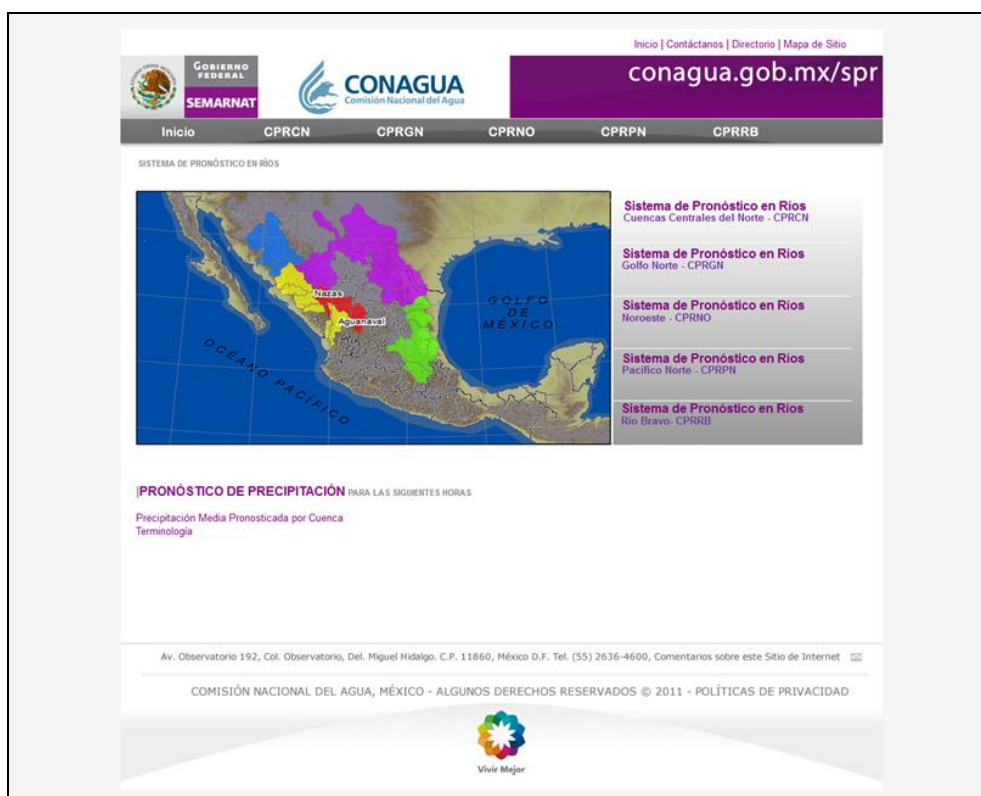 Inicio | Contáctanos | Directorio | Mapa de Sitio
GOBIERNO
FEDERAL
SEMARNAT
CONAGUA
Comisión Nacional del Agua
conagua.gob.mx/spr
Inicio CPRCN CPRGN CPRNO CPRPN CPRRB
SISTEMA DE PRONÓSTICO EN RÍOS
Nazas
Aguanaval
GOLFO
DE
MÉXICO
OCÉANO PACÍFICO
Sistema de Pronóstico en Ríos
Cuencas Centrales del Norte - CPRCN
Sistema de Pronóstico en Ríos
Golfo Norte - CPRGN
Sistema de Pronóstico en Ríos
Noroeste - CPRNO
Sistema de Pronóstico en Ríos
Pacifico Norte - CPRPN
Sistema de Pronóstico en Ríos
Río Bravo- CPRRB
|PRONÓSTICO DE PRECIPITACIÓN PARA LAS SIGUIENTES HORAS
Precipitación Media Pronosticada por Cuenca
Terminología
Av. Observatorio 192, Col. Observatorio, Del. Miguel Hidalgo. C.P. 11860, México D.F. Tel. (55) 2636-4600, Comentarios sobre este Sitio de Internet
COMISIÓN NACIONAL DEL AGUA, MÉXICO - ALGUNOS DERECHOS RESERVADOS © 2011 - POLÍTICAS DE PRIVACIDAD
Vivir Mejor